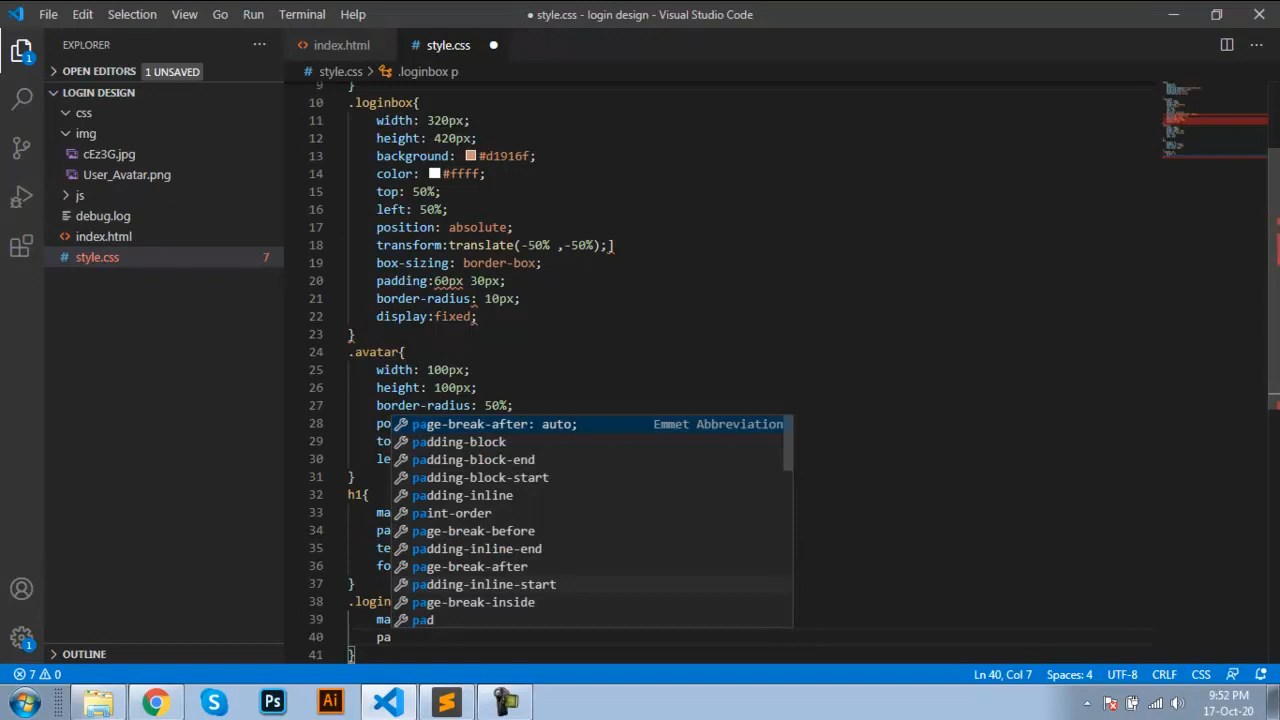 File Edit Selection View Go Run Terminal Help
● style.css - login design - Visual Studio Code
EXPLORER
index.html
# style.css ●
OPEN EDITORS 1 UNSAVED
# style.css > .loginbox p
LOGIN DESIGN
css
img
cEz3G.jpg
User_Avatar.png
js
debug.log
index.html
style.css 7
9 }
10 .loginbox{
11 width: 320px;
12 height: 420px;
13 background: #d1916f;
14 color: #ffff;
15 top: 50%;
16 left: 50%;
17 position: absolute;
18 transform:translate(-50% ,-50%);]
19 box-sizing: border-box;
20 padding:60px 30px;
21 border-radius: 10px;
22 display:fixed;
23 }
24 .avatar{
25 width: 100px;
26 height: 100px;
27 border-radius: 50%;
28 po
29 to
30 le
31 }
32 h1{
33 ma
34 pa
35 te
36 fo
37 }
38 .login
39 ma
40 pa
41 }
page-break-after: auto; Emmet Abbreviation
padding-block
padding-block-end
padding-block-start
padding-inline
paint-order
page-break-before
padding-inline-end
page-break-after
padding-inline-start
page-break-inside
pad
OUTLINE
1
1
7 0
Ln 40, Col 7 Spaces: 4 UTF-8 CRLF CSS
S Ps Ai
9:52 PM
17-Oct-20